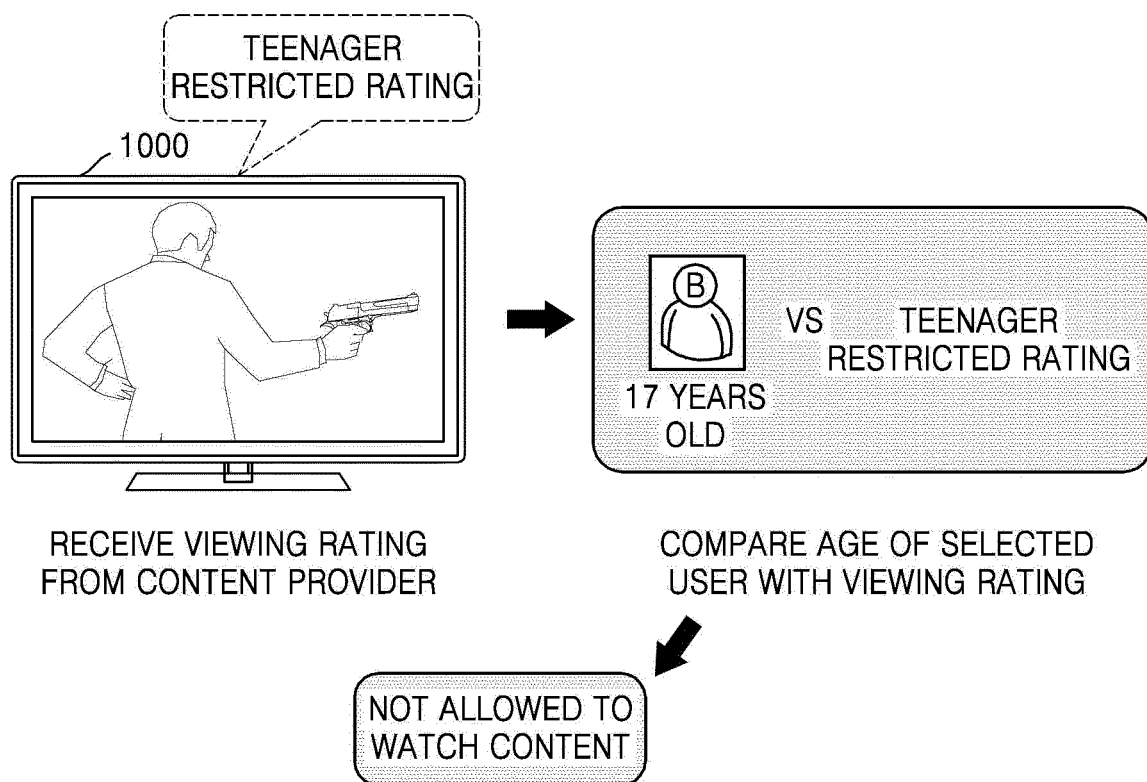 TEENAGER
RESTRICTED RATING
1000
B
VS
TEENAGER
RESTRICTED RATING
17 YEARS
OLD
RECEIVE VIEWING RATING
FROM CONTENT PROVIDER
COMPARE AGE OF SELECTED
USER WITH VIEWING RATING
NOT ALLOWED TO
WATCH CONTENT